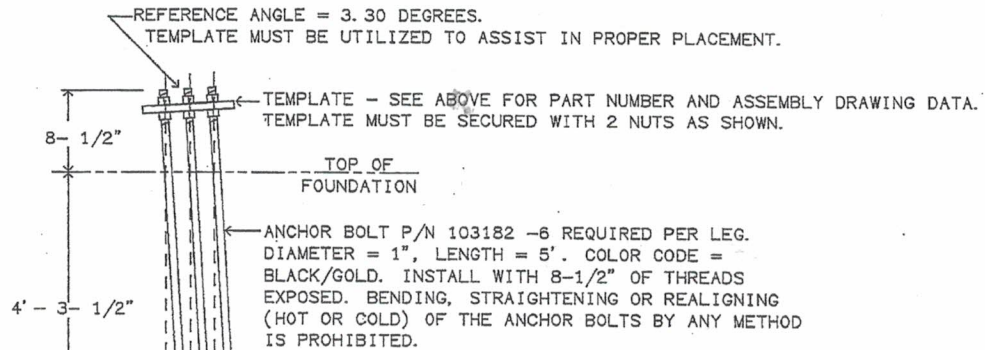 REFERENCE ANGLE = 3.30 DEGREES.
TEMPLATE MUST BE UTILIZED TO ASSIST IN PROPER PLACEMENT.
TEMPLATE - SEE ABOVE FOR PART NUMBER AND ASSEMBLY DRAWING DATA.
TEMPLATE MUST BE SECURED WITH 2 NUTS AS SHOWN.
8- 1/2"
TOP OF
FOUNDATION
ANCHOR BOLT P/N 103182 -6 REQUIRED PER LEG.
DIAMETER = 1", LENGTH = 5'. COLOR CODE =
BLACK/GOLD. INSTALL WITH 8-1/2" OF THREADS
EXPOSED. BENDING, STRAIGHTENING OR REALIGNING
(HOT OR COLD) OF THE ANCHOR BOLTS BY ANY METHOD
IS PROHIBITED.
4' - 3- 1/2"